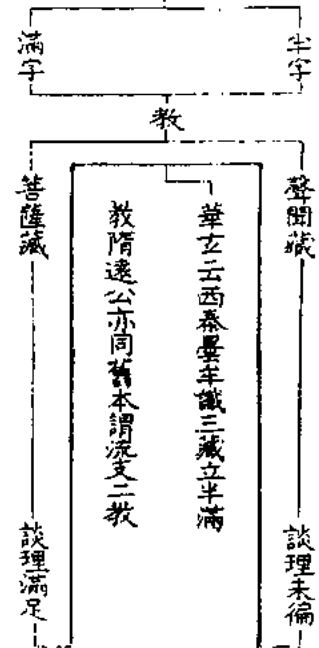 半字
滿字
教
聲聞藏
菩薩藏
華玄云西秦曇牟讖三藏立半滿
教隋遠公亦同舊本謂流支二教
談理未徧
談理滿足